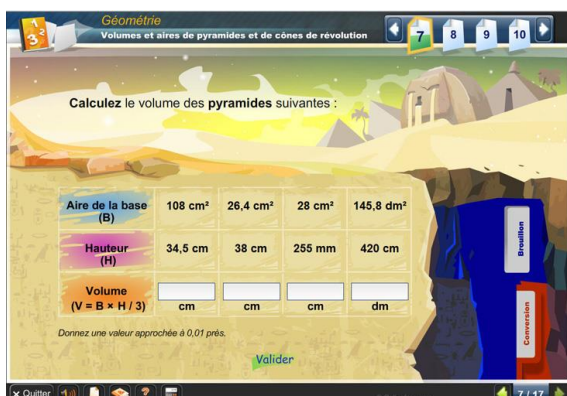 Géométrie
Volumes et aires de pyramides et de cônes de révolution
7 8 9 10
Calculez le volume des pyramides suivantes :
Aire de la base (B) 108 cm² 26,4 cm² 28 cm² 145,8 dm²
Hauteur (H) 34,5 cm 38 cm 255 mm 420 cm
Volume (V = B × H / 3) cm cm cm dm
Donnez une valeur approchée à 0,01 près.
Valider
Brouillon
Conversion
× Quitter
7 / 17